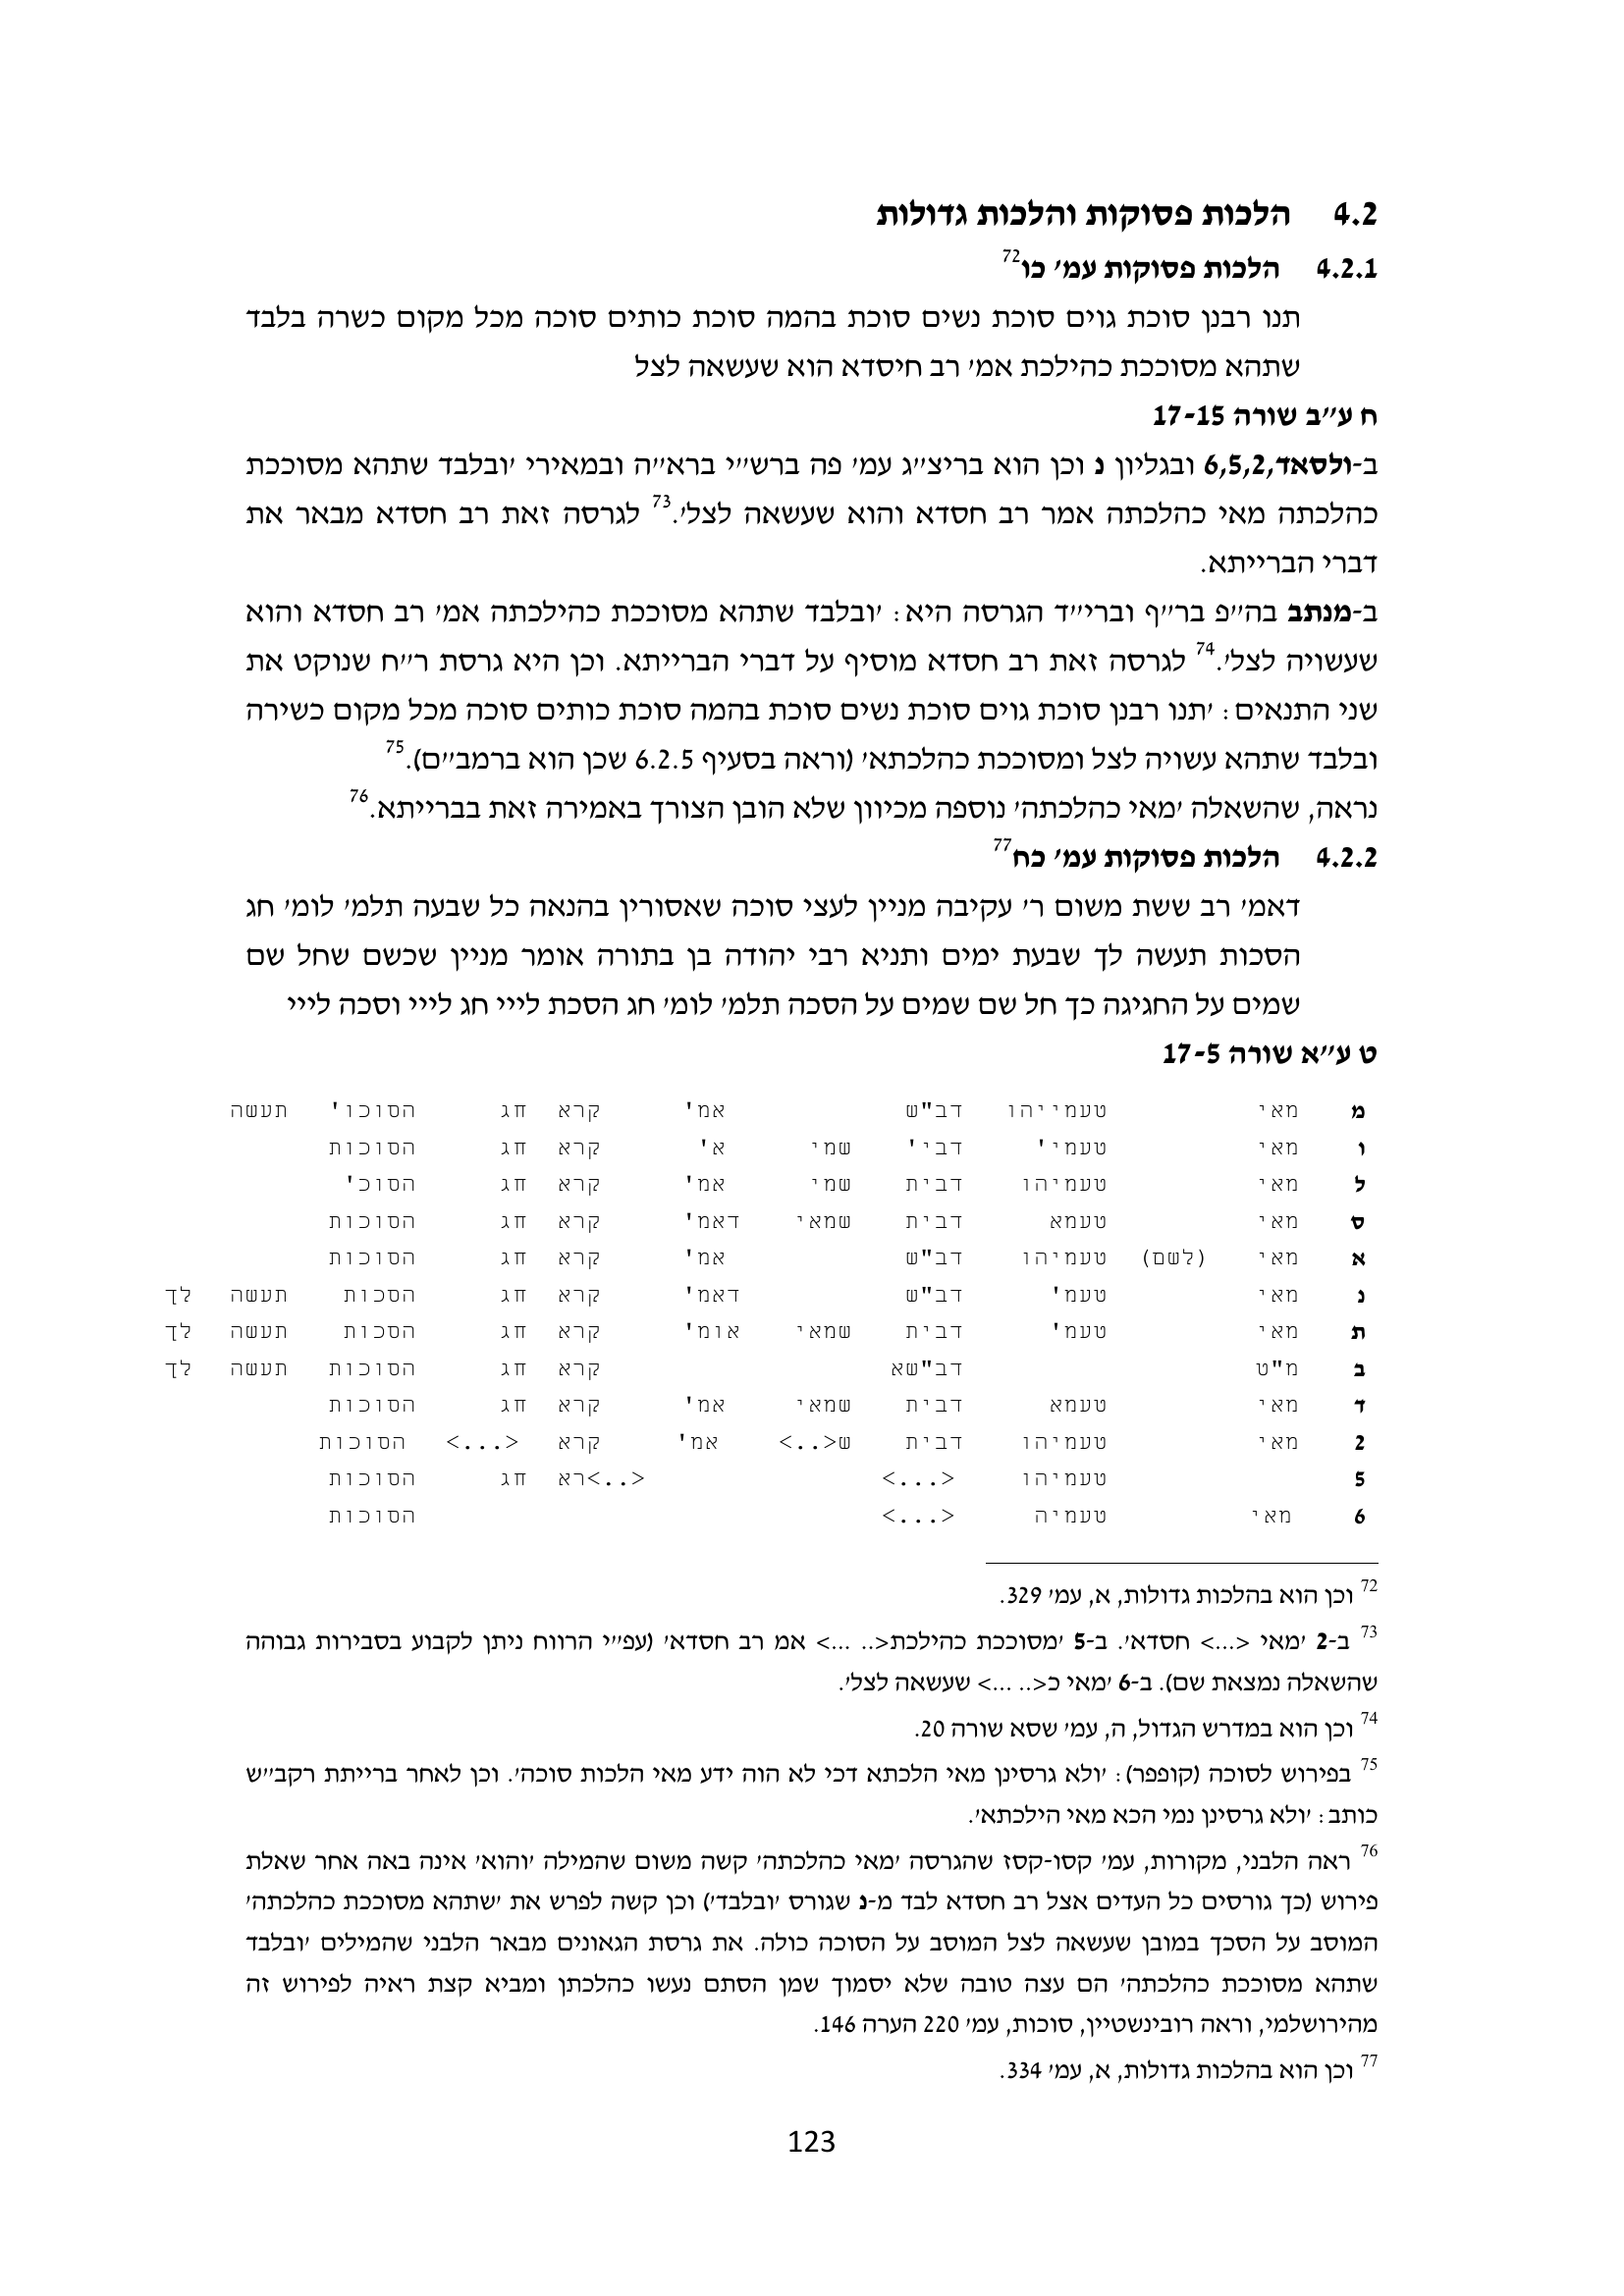 4.2 הלכות פסוקות והלכות גדולות
4.2.1 הלכות פסוקות עמ' כו72
תנו רבנן סוכת גוים סוכת נשים סוכת בהמה סוכת כותים סוכה מכל מקום כשרה בלבד
שתהא מסוככת כהילכת אמ' רב חיסדא הוא שעשאה לצל
ח ע"ב שורה 17-15
ב-ולסאד,6,5,2 ובגליון נ וכן הוא בריצ"ג עמ' פה ברש"י ברא"ה ובמאירי 'ובלבד שתהא מסוככת
כהלכתה מאי כהלכתה אמר רב חסדא והוא שעשאה לצל'.73 לגרסה זאת רב חסדא מבאר את
דברי הברייתא.
ב-מנתב בה"פ בר"ף וברי"ד הגרסה היא: 'ובלבד שתהא מסוככת כהילכתה אמ' רב חסדא והוא
שעשויה לצל'.74 לגרסה זאת רב חסדא מוסיף על דברי הברייתא. וכן היא גרסת ר"ח שנוקט את
שני התנאים: 'תנו רבנן סוכת גוים סוכת נשים סוכת בהמה סוכת כותים סוכה מכל מקום כשירה
ובלבד שתהא עשויה לצל ומסוככת כהלכתא' (וראה בסעיף 6.2.5 שכן הוא ברמב"ם).75
נראה, שהשאלה 'מאי כהלכתה' נוספה מכיוון שלא הובן הצורך באמירה זאת בברייתא.76
4.2.2 הלכות פסוקות עמ' כח77
דאמ' רב ששת משום ר' עקיבה מניין לעצי סוכה שאסורין בהנאה כל שבעה תלמ' לומ' חג
הסכות תעשה לך שבעת ימים ותניא רבי יהודה בן בתורה אומר מניין שכשם שחל שם
שמים על החגיגה כך חל שם שמים על הסכה תלמ' לומ' חג הסכת לייי חג לייי וסכה לייי
ט ע"א שורה 17-5
מ מאי טעמייהו דב"ש אמ' קרא חג הסוכו' תעשה
ו מאי טעמי' דבי' שמי א' קרא חג הסוכות
ל מאי טעמיהו דבית שמי אמ' קרא חג הסוכ'
ס מאי טעמא דבית שמאי דאמ' קרא חג הסוכות
א מאי (לשם) טעמיהו דב"ש אמ' קרא חג הסוכות
נ מאי טעמ' דב"ש דאמ' קרא חג הסכות תעשה לך
ת מאי טעמ' דבית שמאי אומ' קרא חג הסכות תעשה לך
ב מ"ט דב"שא קרא חג הסוכות תעשה לך
ד מאי טעמא דבית שמאי אמ' קרא חג הסוכות
2 מאי טעמיהו דבית ש<..> אמ' קרא <...> הסוכות
5 טעמיהו <...> <..>רא חג הסוכות
6 מאי טעמיה <...> הסוכות
72 וכן הוא בהלכות גדולות, א, עמ' 329.
73 ב-2 'מאי <...> חסדא'. ב-5 'מסוככת כהילכת<.. ...> אמ רב חסדא' (עפ"י הרווח ניתן לקבוע בסבירות גבוהה
שהשאלה נמצאת שם). ב-6 'מאי כ<.. ...> שעשאה לצל'.
74 וכן הוא במדרש הגדול, ה, עמ' שסא שורה 20.
75 בפירוש לסוכה (קופפר): 'ולא גרסינן מאי הלכתא דכי לא הוה ידע מאי הלכות סוכה'. וכן לאחר ברייתת רקב"ש
כותב: 'ולא גרסינן נמי הכא מאי הילכתא'.
76 ראה הלבני, מקורות, עמ' קסו-קסז שהגרסה 'מאי כהלכתה' קשה משום שהמילה 'והוא' אינה באה אחר שאלת
פירוש (כך גורסים כל העדים אצל רב חסדא לבד מ-נ שגורס 'ובלבד') וכן קשה לפרש את 'שתהא מסוככת כהלכתה'
המוסב על הסכך במובן שעשאה לצל המוסב על הסוכה כולה. את גרסת הגאונים מבאר הלבני שהמילים 'ובלבד
שתהא מסוככת כהלכתה' הם עצה טובה שלא יסמוך שמן הסתם נעשו כהלכתן ומביא קצת ראיה לפירוש זה
מהירושלמי, וראה רובינשטיין, סוכות, עמ' 220 הערה 146.
77 וכן הוא בהלכות גדולות, א, עמ' 334.
123